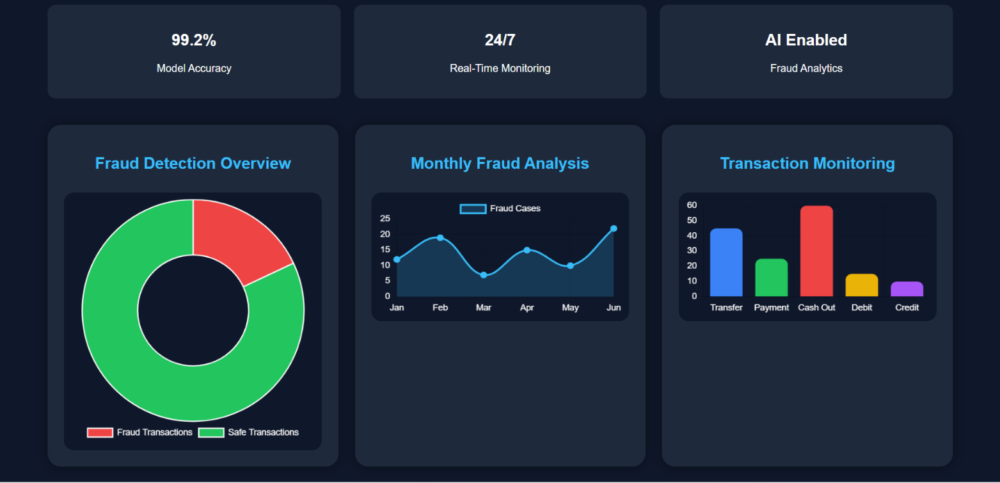 99.2%
Model Accuracy
24/7
Real-Time Monitoring
AI Enabled
Fraud Analytics
Fraud Detection Overview
Fraud Transactions
Safe Transactions
Monthly Fraud Analysis
Fraud Cases
25
20
15
10
5
0
Jan Feb Mar Apr May Jun
Transaction Monitoring
60
50
40
30
20
10
0
Transfer Payment Cash Out Debit Credit